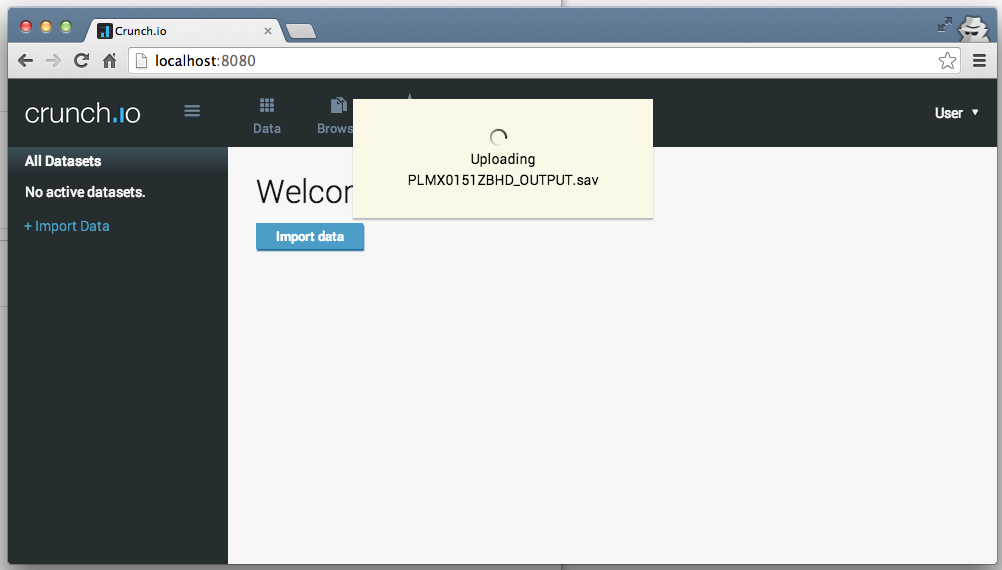 Crunch.io
localhost:8080
crunch.io
Data
Brows
User
Uploading
PLMX0151ZBHD_OUTPUT.sav
All Datasets
No active datasets.
+ Import Data
Welcom
Import data